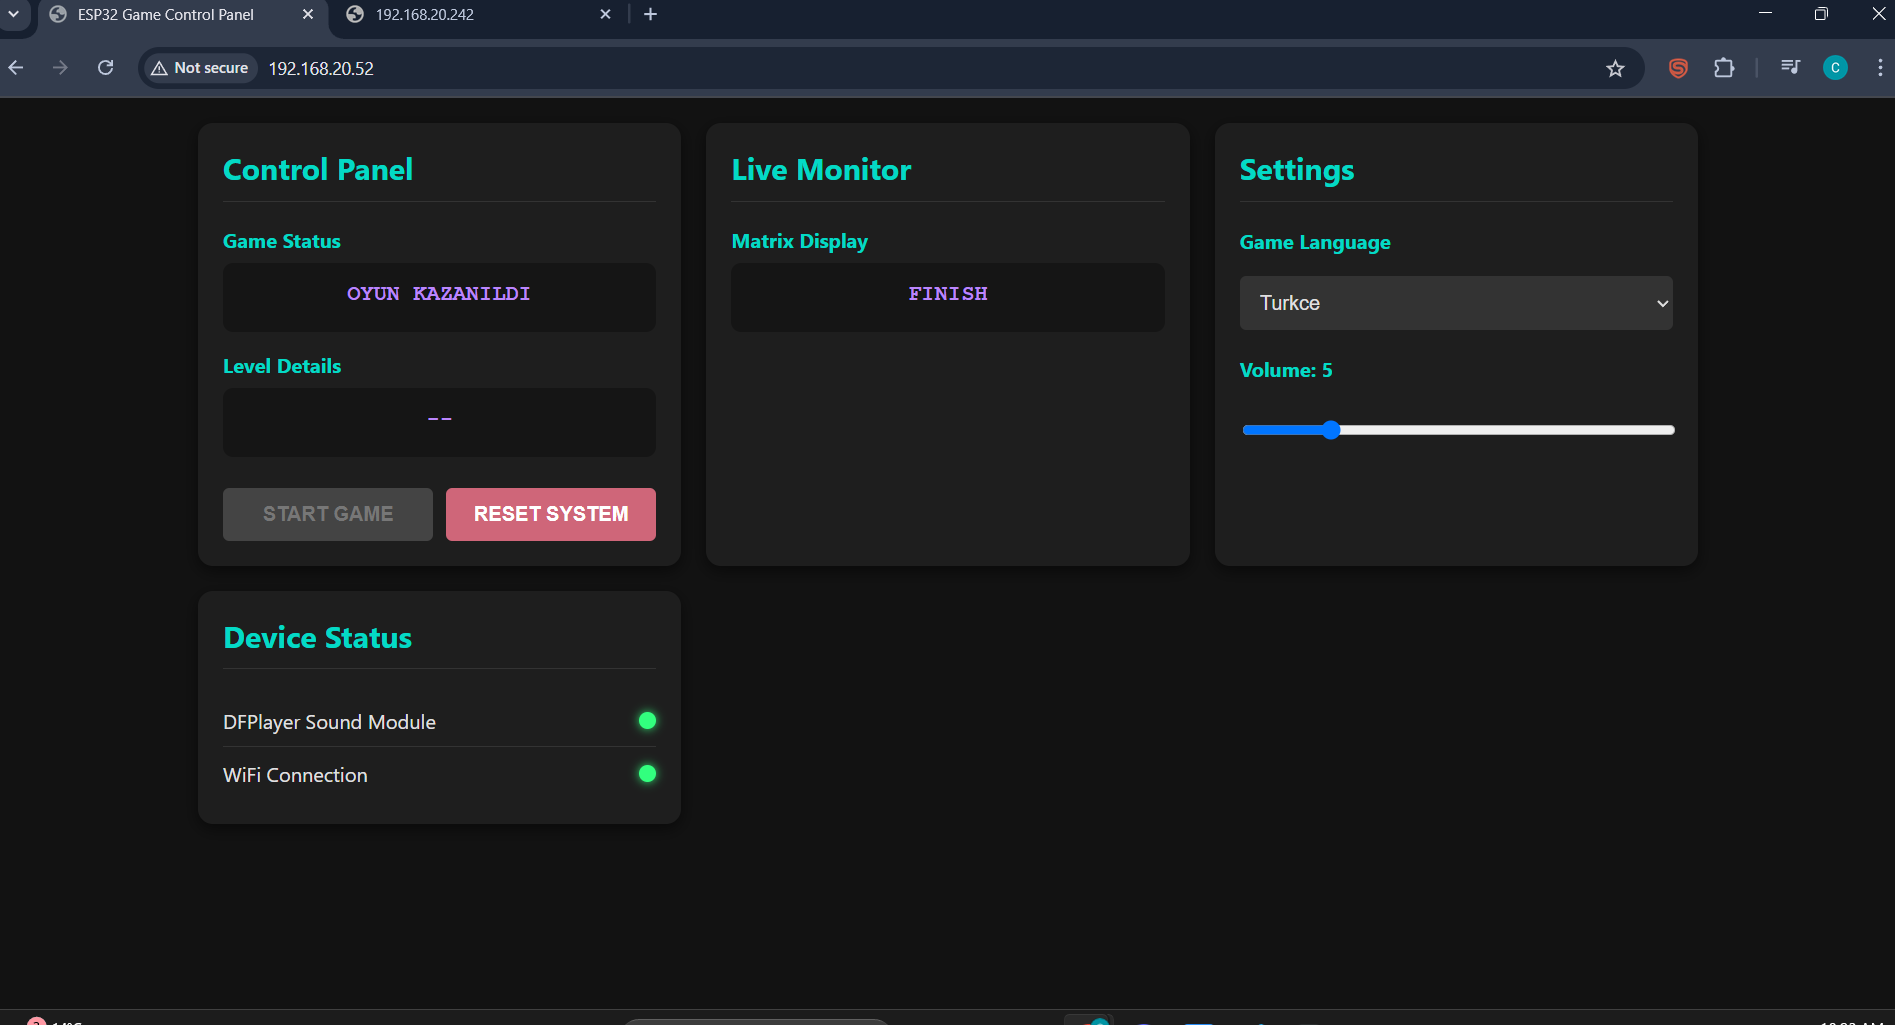 ESP32 Game Control Panel
192.168.20.242
Not secure
192.168.20.52
C
Control Panel
Game Status
OYUN KAZANILDI
Level Details
--
START GAME
RESET SYSTEM
Live Monitor
Matrix Display
FINISH
Settings
Game Language
Turkce
Volume: 5
Device Status
DFPlayer Sound Module
WiFi Connection